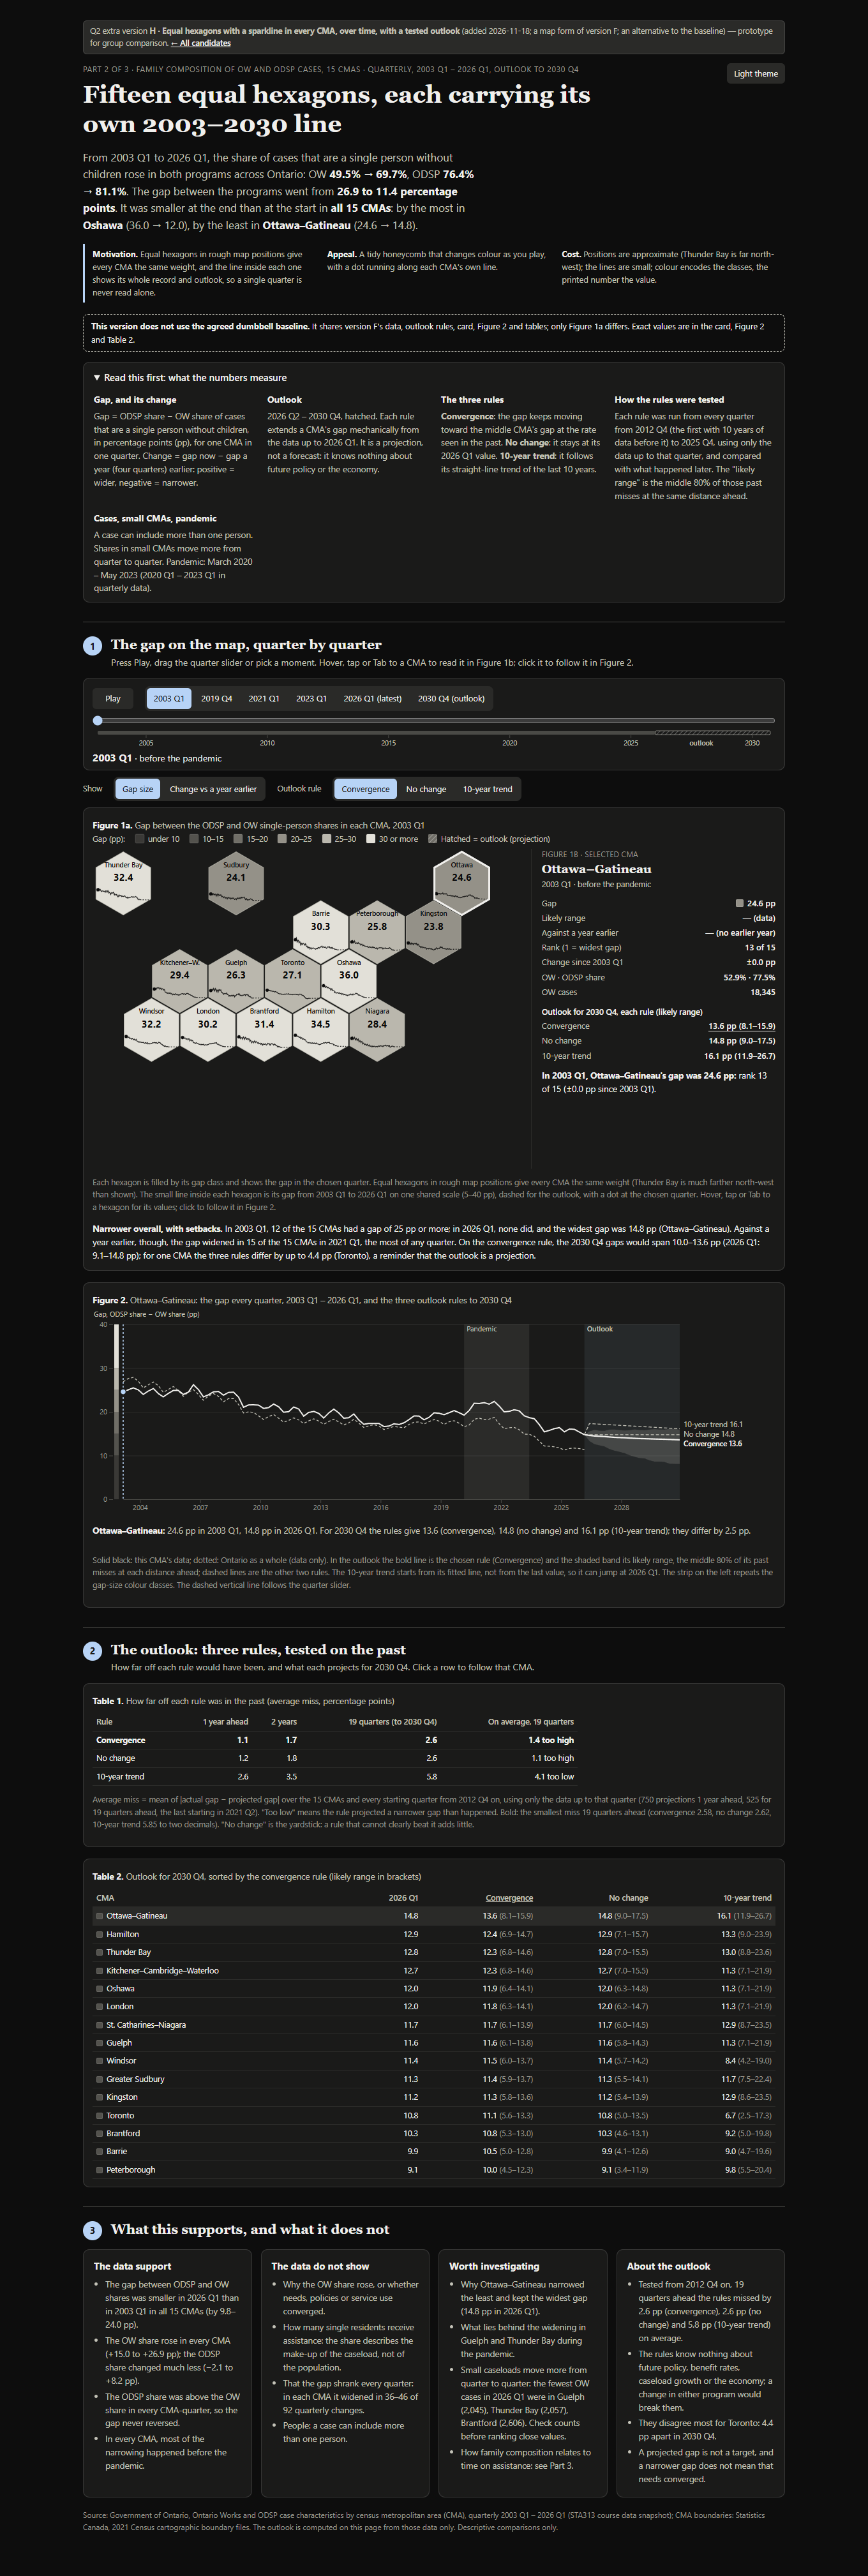 Q2 extra version H · Equal hexagons with a sparkline in every CMA, over time, with a tested outlook (added 2026-11-18; a map form of version F; an alternative to the baseline) — prototype
for group comparison. ← All candidates
PART 2 OF 3 · FAMILY COMPOSITION OF OW AND ODSP CASES, 15 CMAS · QUARTERLY, 2003 Q1 – 2026 Q1, OUTLOOK TO 2030 Q4
Light theme
Fifteen equal hexagons, each carrying its
own 2003–2030 line
From 2003 Q1 to 2026 Q1, the share of cases that are a single person without
children rose in both programs across Ontario: OW 49.5% → 69.7%, ODSP 76.4%
→ 81.1%. The gap between the programs went from 26.9 to 11.4 percentage
points. It was smaller at the end than at the start in all 15 CMAs: by the most in
Oshawa (36.0 → 12.0), by the least in Ottawa–Gatineau (24.6 → 14.8).
Motivation. Equal hexagons in rough map positions give
every CMA the same weight, and the line inside each one
shows its whole record and outlook, so a single quarter is
never read alone.
Appeal. A tidy honeycomb that changes colour as you play,
with a dot running along each CMA's own line.
Cost. Positions are approximate (Thunder Bay is far north-
west); the lines are small; colour encodes the classes, the
printed number the value.
This version does not use the agreed dumbbell baseline. It shares version F's data, outlook rules, card, Figure 2 and tables; only Figure 1a differs. Exact values are in the card, Figure 2
and Table 2.
▼ Read this first: what the numbers measure
Gap, and its change
Gap = ODSP share − OW share of cases
that are a single person without children,
in percentage points (pp), for one CMA in
one quarter. Change = gap now − gap a
year (four quarters) earlier: positive =
wider, negative = narrower.
Outlook
2026 Q2 – 2030 Q4, hatched. Each rule
extends a CMA's gap mechanically from
the data up to 2026 Q1. It is a projection,
not a forecast: it knows nothing about
future policy or the economy.
The three rules
Convergence: the gap keeps moving
toward the middle CMA's gap at the rate
seen in the past. No change: it stays at its
2026 Q1 value. 10-year trend: it follows
its straight-line trend of the last 10 years.
How the rules were tested
Each rule was run from every quarter
from 2012 Q4 (the first with 10 years of
data before it) to 2025 Q4, using only the
data up to that quarter, and compared
with what happened later. The "likely
range" is the middle 80% of those past
misses at the same distance ahead.
Cases, small CMAs, pandemic
A case can include more than one person.
Shares in small CMAs move more from
quarter to quarter. Pandemic: March 2020
– May 2023 (2020 Q1 – 2023 Q1 in
quarterly data).
1 The gap on the map, quarter by quarter
Press Play, drag the quarter slider or pick a moment. Hover, tap or Tab to a CMA to read it in Figure 1b; click it to follow it in Figure 2.
Play 2003 Q1 2019 Q4 2021 Q1 2023 Q1 2026 Q1 (latest) 2030 Q4 (outlook)
2005 2010 2015 2020 2025 outlook 2030
2003 Q1 · before the pandemic
Show Gap size Change vs a year earlier Outlook rule Convergence No change 10-year trend
Figure 1a. Gap between the ODSP and OW single-person shares in each CMA, 2003 Q1
Gap (pp): under 10 10–15 15–20 20–25 25–30 30 or more Hatched = outlook (projection)
Thunder Bay
32.4
Sudbury
24.1
Ottawa
24.6
Barrie
30.3
Peterborough
25.8
Kingston
23.8
Kitchener–W.
29.4
Guelph
26.3
Toronto
27.1
Oshawa
36.0
Windsor
32.2
London
30.2
Brantford
31.4
Hamilton
34.5
Niagara
28.4
FIGURE 1B · SELECTED CMA
Ottawa–Gatineau
2003 Q1 · before the pandemic
Gap 24.6 pp
Likely range — (data)
Against a year earlier — (no earlier year)
Rank (1 = widest gap) 13 of 15
Change since 2003 Q1 ±0.0 pp
OW · ODSP share 52.9% · 77.5%
OW cases 18,345
Outlook for 2030 Q4, each rule (likely range)
Convergence 13.6 pp (8.1–15.9)
No change 14.8 pp (9.0–17.5)
10-year trend 16.1 pp (11.9–26.7)
In 2003 Q1, Ottawa–Gatineau's gap was 24.6 pp: rank 13
of 15 (±0.0 pp since 2003 Q1).
Each hexagon is filled by its gap class and shows the gap in the chosen quarter. Equal hexagons in rough map positions give every CMA the same weight (Thunder Bay is much farther north-west
than shown). The small line inside each hexagon is its gap from 2003 Q1 to 2026 Q1 on one shared scale (5–40 pp), dashed for the outlook, with a dot at the chosen quarter. Hover, tap or Tab to
a hexagon for its values; click to follow it in Figure 2.
Narrower overall, with setbacks. In 2003 Q1, 12 of the 15 CMAs had a gap of 25 pp or more; in 2026 Q1, none did, and the widest gap was 14.8 pp (Ottawa–Gatineau). Against a
year earlier, though, the gap widened in 15 of the 15 CMAs in 2021 Q1, the most of any quarter. On the convergence rule, the 2030 Q4 gaps would span 10.0–13.6 pp (2026 Q1:
9.1–14.8 pp); for one CMA the three rules differ by up to 4.4 pp (Toronto), a reminder that the outlook is a projection.
Figure 2. Ottawa–Gatineau: the gap every quarter, 2003 Q1 – 2026 Q1, and the three outlook rules to 2030 Q4
Gap, ODSP share − OW share (pp)
40
30
20
10
0
Pandemic
Outlook
10-year trend 16.1
No change 14.8
Convergence 13.6
2004 2007 2010 2013 2016 2019 2022 2025 2028
Ottawa–Gatineau: 24.6 pp in 2003 Q1, 14.8 pp in 2026 Q1. For 2030 Q4 the rules give 13.6 (convergence), 14.8 (no change) and 16.1 pp (10-year trend); they differ by 2.5 pp.
Solid black: this CMA's data; dotted: Ontario as a whole (data only). In the outlook the bold line is the chosen rule (Convergence) and the shaded band its likely range, the middle 80% of its past
misses at each distance ahead; dashed lines are the other two rules. The 10-year trend starts from its fitted line, not from the last value, so it can jump at 2026 Q1. The strip on the left repeats the
gap-size colour classes. The dashed vertical line follows the quarter slider.
2 The outlook: three rules, tested on the past
How far off each rule would have been, and what each projects for 2030 Q4. Click a row to follow that CMA.
Table 1. How far off each rule was in the past (average miss, percentage points)
Rule 1 year ahead 2 years 19 quarters (to 2030 Q4) On average, 19 quarters
Convergence 1.1 1.7 2.6 1.4 too high
No change 1.2 1.8 2.6 1.1 too high
10-year trend 2.6 3.5 5.8 4.1 too low
Average miss = mean of |actual gap − projected gap| over the 15 CMAs and every starting quarter from 2012 Q4 on, using only the data up to that quarter (750 projections 1 year ahead, 525 for
19 quarters ahead, the last starting in 2021 Q2). "Too low" means the rule projected a narrower gap than happened. Bold: the smallest miss 19 quarters ahead (convergence 2.58, no change 2.62,
10-year trend 5.85 to two decimals). "No change" is the yardstick: a rule that cannot clearly beat it adds little.
Table 2. Outlook for 2030 Q4, sorted by the convergence rule (likely range in brackets)
CMA 2026 Q1 Convergence No change 10-year trend
Ottawa–Gatineau 14.8 13.6 (8.1–15.9) 14.8 (9.0–17.5) 16.1 (11.9–26.7)
Hamilton 12.9 12.4 (6.9–14.7) 12.9 (7.1–15.7) 13.3 (9.0–23.9)
Thunder Bay 12.8 12.3 (6.8–14.6) 12.8 (7.0–15.5) 13.0 (8.8–23.6)
Kitchener–Cambridge–Waterloo 12.7 12.3 (6.8–14.6) 12.7 (7.0–15.5) 11.3 (7.1–21.9)
Oshawa 12.0 11.9 (6.4–14.1) 12.0 (6.3–14.8) 11.3 (7.1–21.9)
London 12.0 11.8 (6.3–14.1) 12.0 (6.2–14.7) 11.3 (7.1–21.9)
St. Catharines–Niagara 11.7 11.7 (6.1–13.9) 11.7 (6.0–14.5) 12.9 (8.7–23.5)
Guelph 11.6 11.6 (6.1–13.8) 11.6 (5.8–14.3) 11.3 (7.1–21.9)
Windsor 11.4 11.5 (6.0–13.7) 11.4 (5.7–14.2) 8.4 (4.2–19.0)
Greater Sudbury 11.3 11.4 (5.9–13.7) 11.3 (5.5–14.1) 11.7 (7.5–22.4)
Kingston 11.2 11.3 (5.8–13.6) 11.2 (5.4–13.9) 12.9 (8.6–23.5)
Toronto 10.8 11.1 (5.6–13.3) 10.8 (5.0–13.5) 6.7 (2.5–17.3)
Brantford 10.3 10.8 (5.3–13.0) 10.3 (4.6–13.1) 9.2 (5.0–19.8)
Barrie 9.9 10.5 (5.0–12.8) 9.9 (4.1–12.6) 9.0 (4.7–19.6)
Peterborough 9.1 10.0 (4.5–12.3) 9.1 (3.4–11.9) 9.8 (5.5–20.4)
3 What this supports, and what it does not
The data support
• The gap between ODSP and OW
shares was smaller in 2026 Q1 than
in 2003 Q1 in all 15 CMAs (by 9.8–
24.0 pp).
• The OW share rose in every CMA
(+15.0 to +26.9 pp); the ODSP
share changed much less (−2.1 to
+8.2 pp).
• The ODSP share was above the OW
share in every CMA-quarter, so the
gap never reversed.
• In every CMA, most of the
narrowing happened before the
pandemic.
The data do not show
• Why the OW share rose, or whether
needs, policies or service use
converged.
• How many single residents receive
assistance: the share describes the
make-up of the caseload, not of
the population.
• That the gap shrank every quarter:
in each CMA it widened in 36–46 of
92 quarterly changes.
• People: a case can include more
than one person.
Worth investigating
• Why Ottawa–Gatineau narrowed
the least and kept the widest gap
(14.8 pp in 2026 Q1).
• What lies behind the widening in
Guelph and Thunder Bay during
the pandemic.
• Small caseloads move more from
quarter to quarter: the fewest OW
cases in 2026 Q1 were in Guelph
(2,045), Thunder Bay (2,057),
Brantford (2,606). Check counts
before ranking close values.
• How family composition relates to
time on assistance: see Part 3.
About the outlook
• Tested from 2012 Q4 on, 19
quarters ahead the rules missed by
2.6 pp (convergence), 2.6 pp (no
change) and 5.8 pp (10-year trend)
on average.
• The rules know nothing about
future policy, benefit rates,
caseload growth or the economy; a
change in either program would
break them.
• They disagree most for Toronto: 4.4
pp apart in 2030 Q4.
• A projected gap is not a target, and
a narrower gap does not mean that
needs converged.
Source: Government of Ontario, Ontario Works and ODSP case characteristics by census metropolitan area (CMA), quarterly 2003 Q1 – 2026 Q1 (STA313 course data snapshot); CMA boundaries: Statistics
Canada, 2021 Census cartographic boundary files. The outlook is computed on this page from those data only. Descriptive comparisons only.